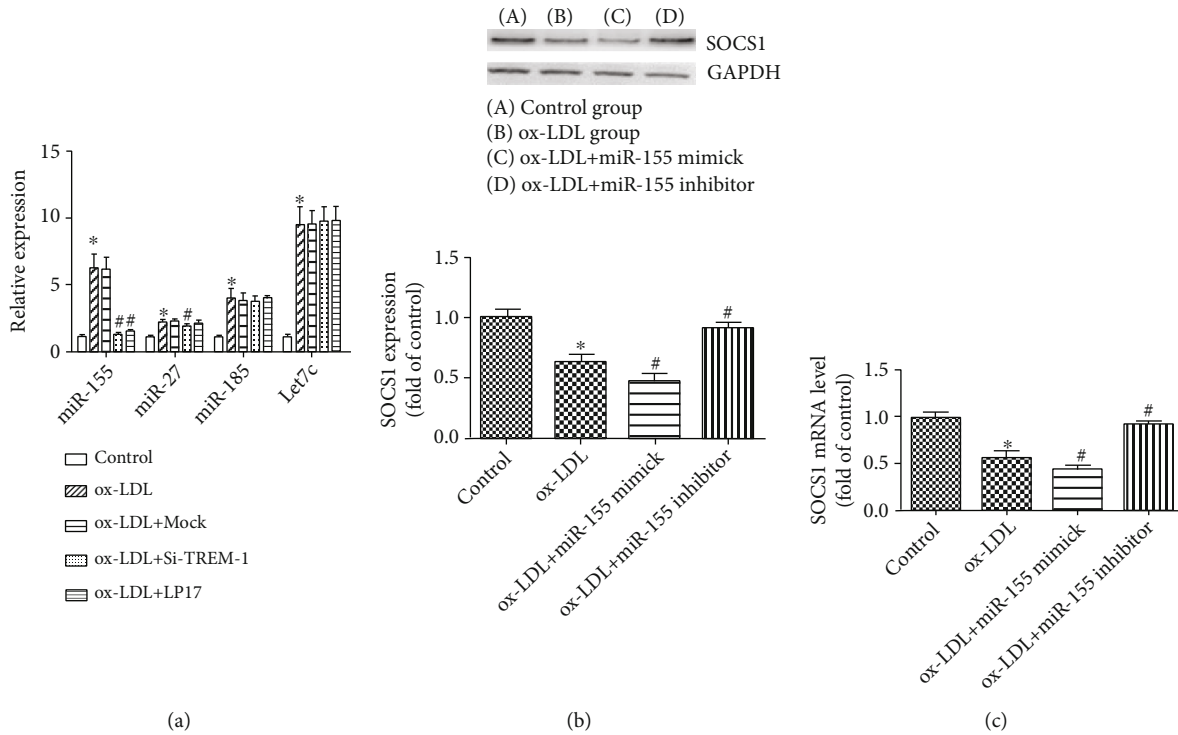 (A) (B) (C) (D)
SOCS1
GAPDH
(A) Control group
(B) ox-LDL group
(C) ox-LDL+miR-155 mimick
(D) ox-LDL+miR-155 inhibitor
Relative expression
15
10
5
0
*
##
*
#
*
*
miR-155
miR-27
miR-185
Let7c
Control
ox-LDL
ox-LDL+Mock
ox-LDL+Si-TREM-1
ox-LDL+LP17
(a)
SOCS1 expression
(fold of control)
1.5
1.0
0.5
0.0
*
#
#
Control
ox-LDL
ox-LDL+miR-155 mimick
ox-LDL+miR-155 inhibitor
(b)
SOCS1 mRNA level
(fold of control)
1.5
1.0
0.5
0.0
*
#
#
Control
ox-LDL
ox-LDL+miR-155 mimick
ox-LDL+miR-155 inhibitor
(c)